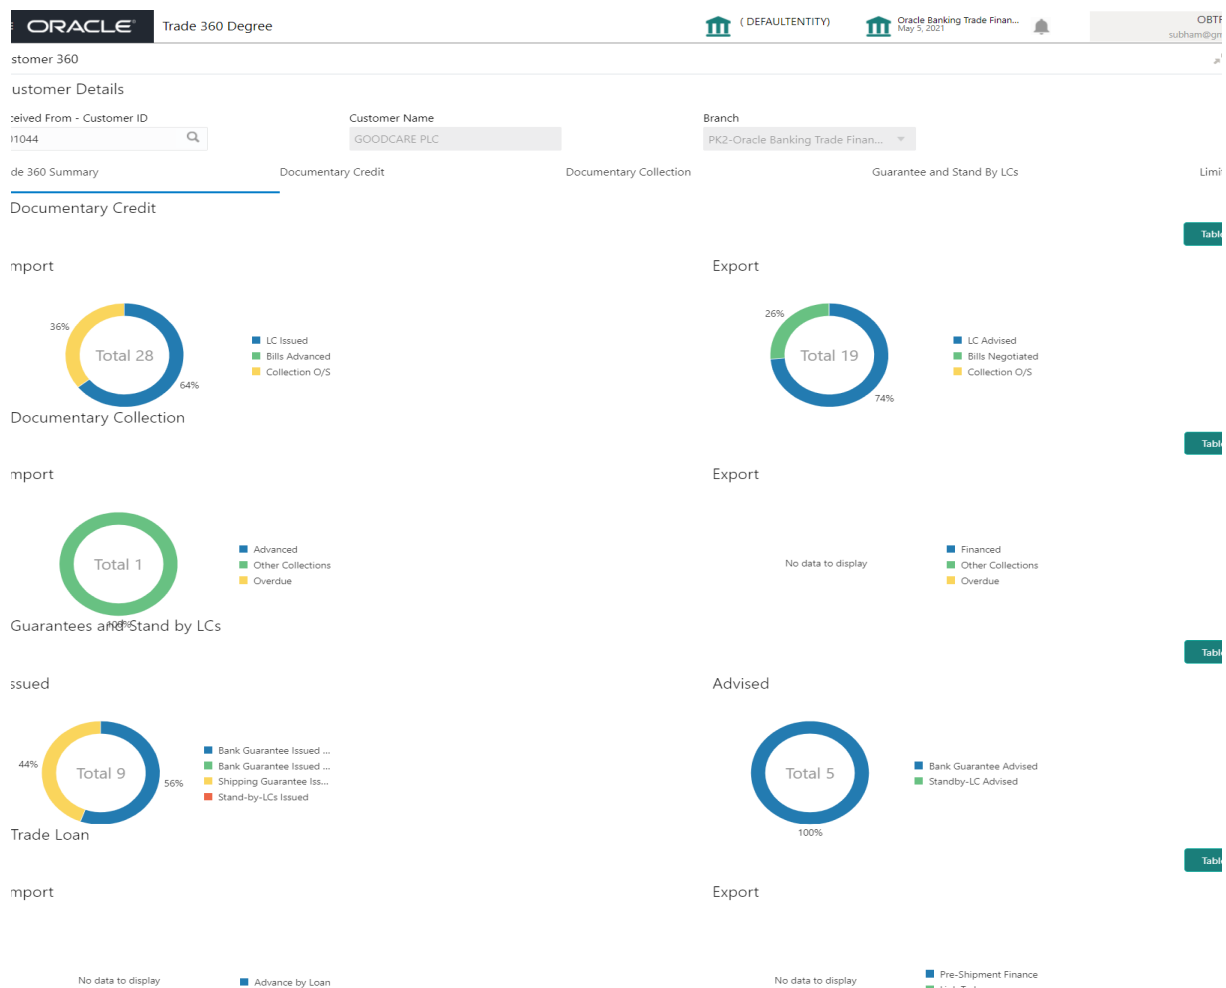 ORACLE Trade 360 Degree ( DEFAULTENTITY) Oracle Banking Trade Finan...
May 5, 2021
OBTF
subham@gm
stomer 360
ustomer Details
ceived From - Customer ID Customer Name Branch
01044 GOODCARE PLC PK2-Oracle Banking Trade Finan...
de 360 Summary Documentary Credit Documentary Collection Guarantee and Stand By LCs Limi
Documentary Credit
Table
mport Export
36% 26%
Total 28 LC Issued Total 19 LC Advised
Bills Advanced Bills Negotiated
Collection O/S Collection O/S
64% 74%
Documentary Collection
Table
mport Export
Total 1 Advanced No data to display Financed
Other Collections Other Collections
Overdue Overdue
100%
Guarantees and Stand by LCs
Table
ssued Advised
44% Total 9 56% Bank Guarantee Issued ... Total 5 Bank Guarantee Advised
Bank Guarantee Issued ... Standby-LC Advised
Shipping Guarantee Iss...
Stand-by-LCs Issued
100%
Trade Loan
Table
mport Export
No data to display Advance by Loan No data to display Pre-Shipment Finance